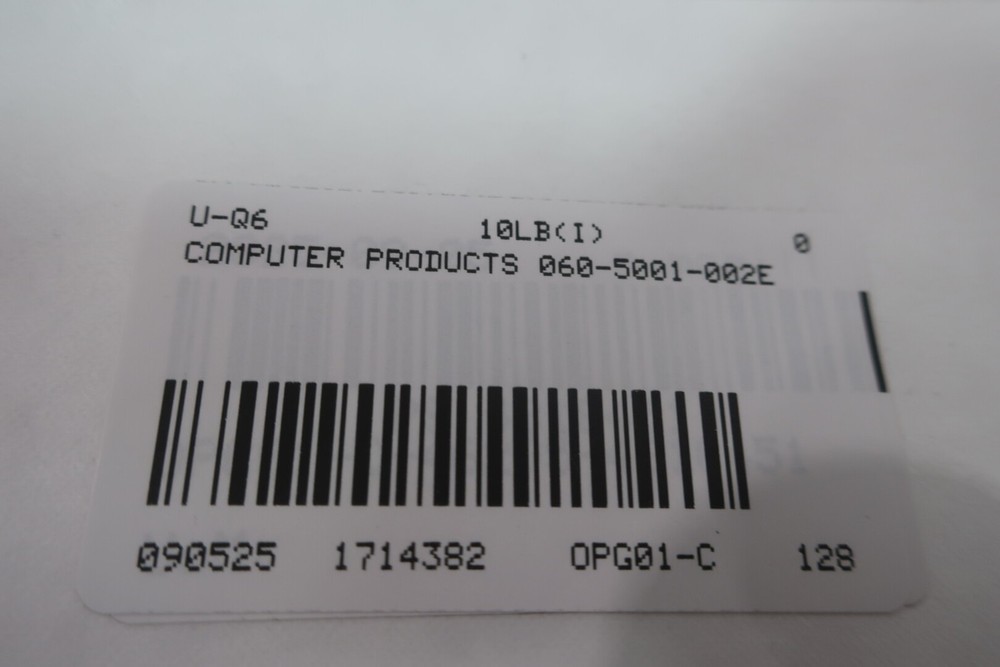 U-Q6 10LB(I) 0
COMPUTER PRODUCTS 060-5001-002E
090525 1714382 OPG01-C 128